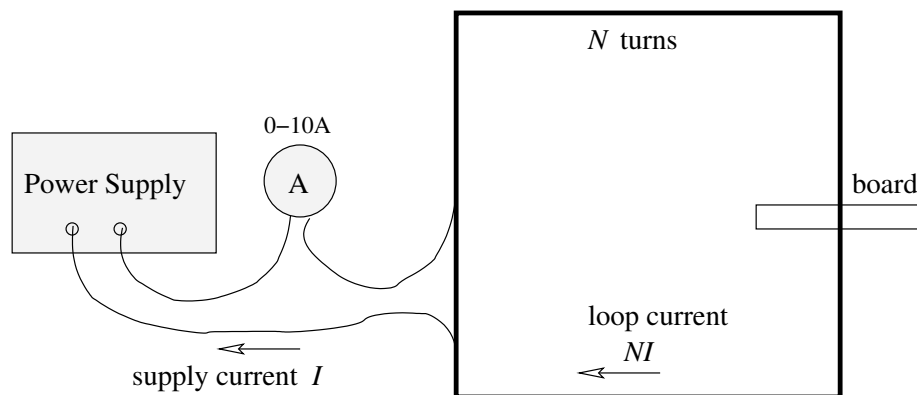 N turns
0–10A
Power Supply
A
board
loop current
NI
supply current I